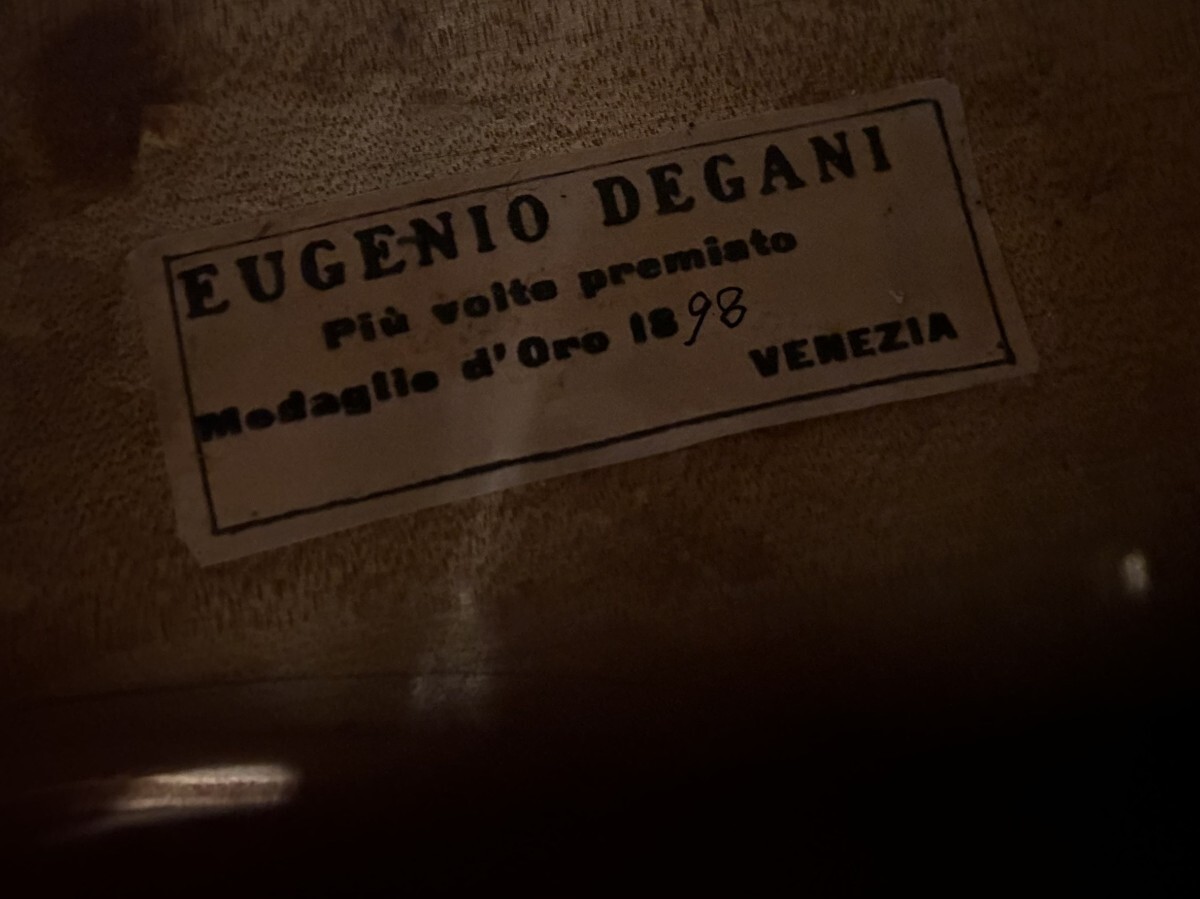 EUGENIO DEGANI
Più volte premiato
Medaglie d'Oro 1898
VENEZIA